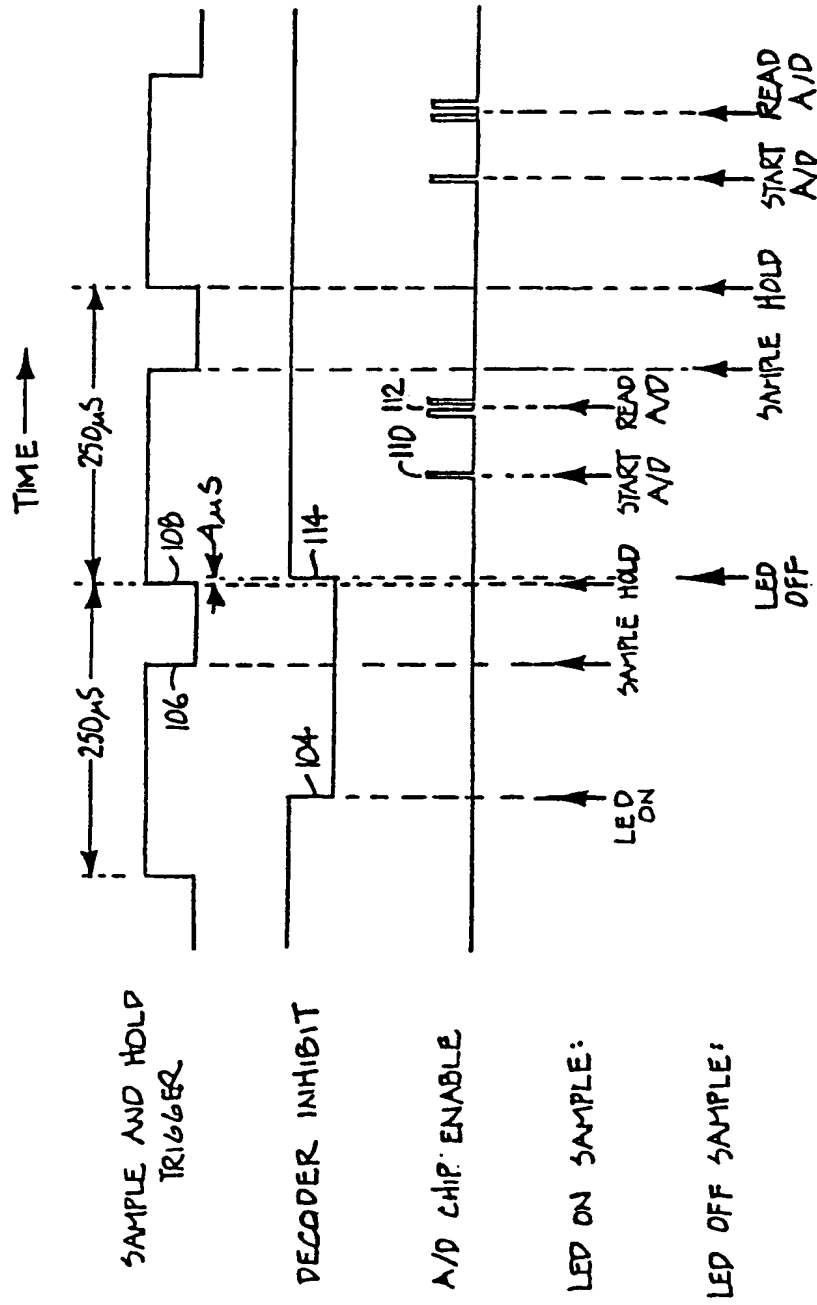 TIME
250µS
250µS
4µS
SAMPLE AND HOLD
TRIGGER
106
108
DECODER INHIBIT
104
114
A/D CHIP ENABLE
110
112
LED ON SAMPLE:
LED
ON
SAMPLE
HOLD
START
A/D
READ
A/D
LED OFF SAMPLE:
LED
OFF
SAMPLE
HOLD
START
A/D
READ
A/D